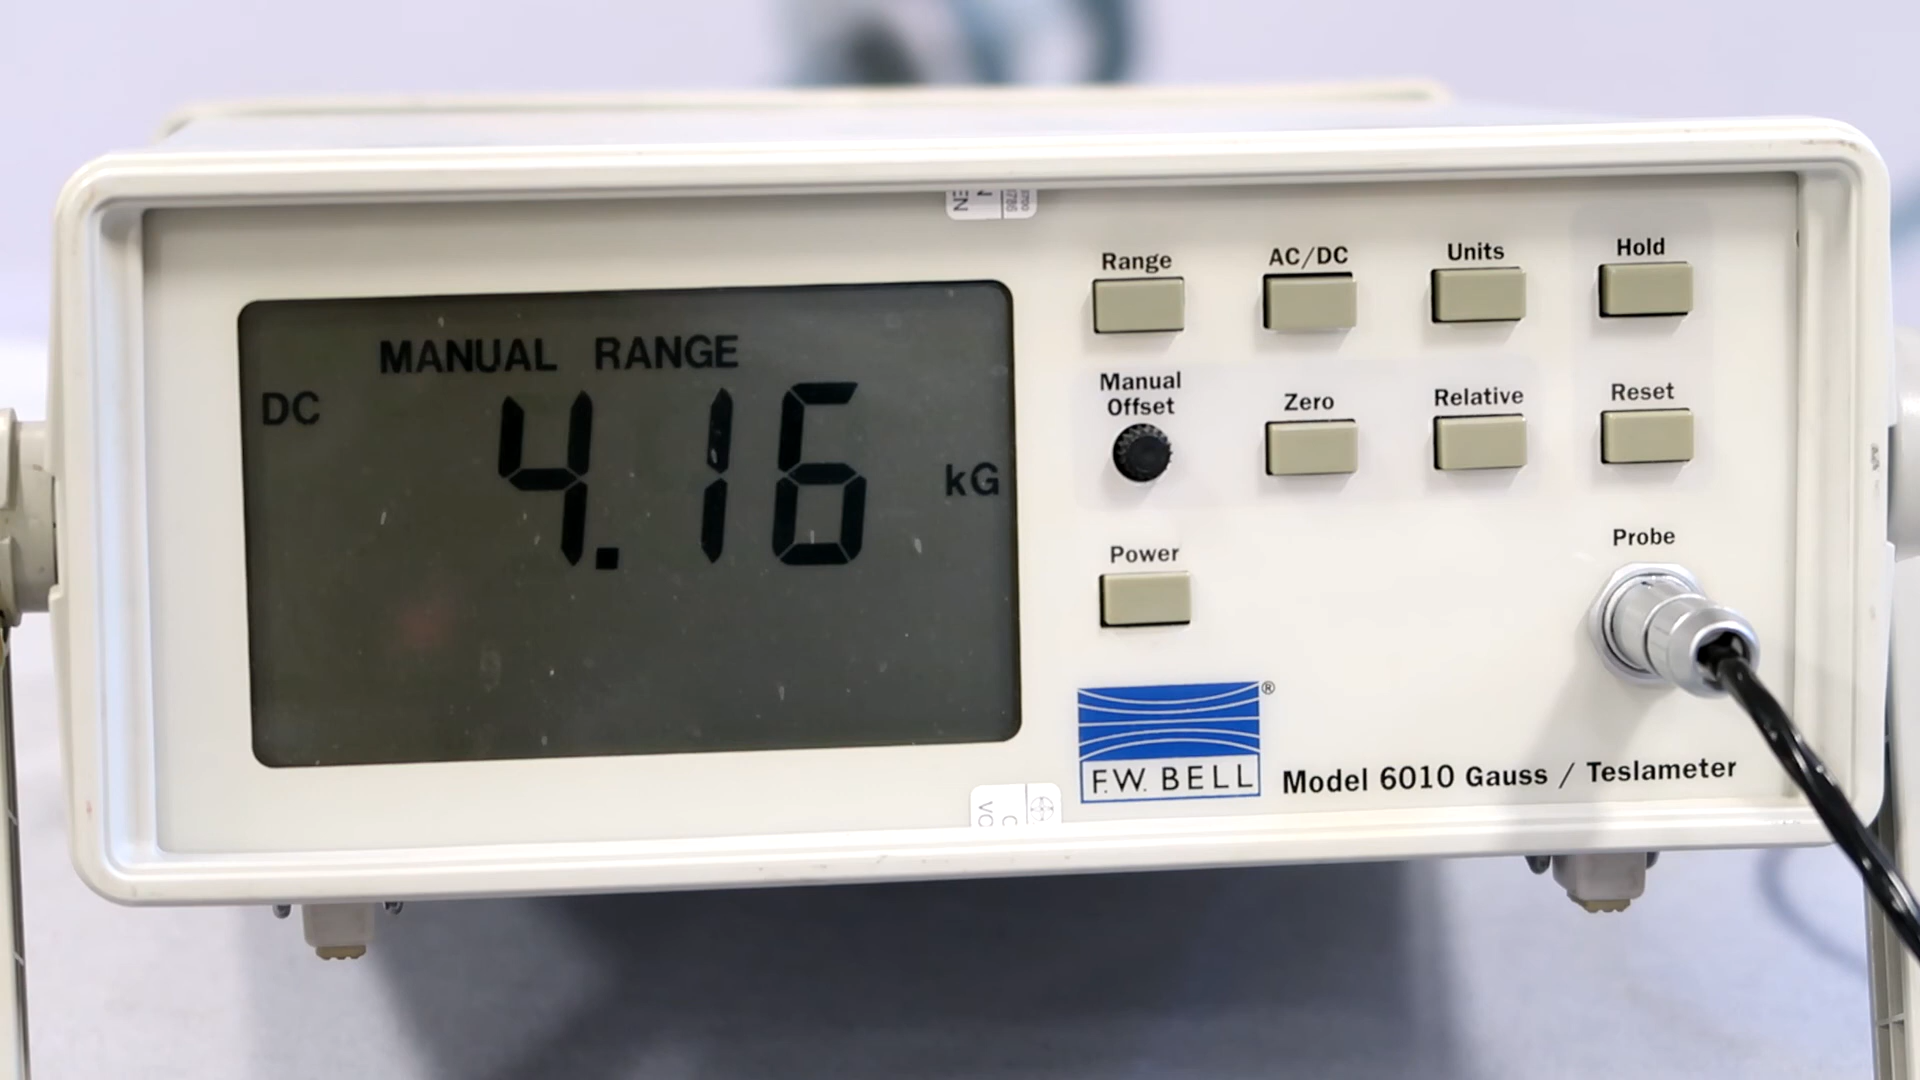 MANUAL RANGE
DC
4.16
kG
Range
AC/DC
Units
Hold
Manual
Offset
Zero
Relative
Reset
Power
Probe
F.W. BELL®
Model 6010 Gauss / Teslameter